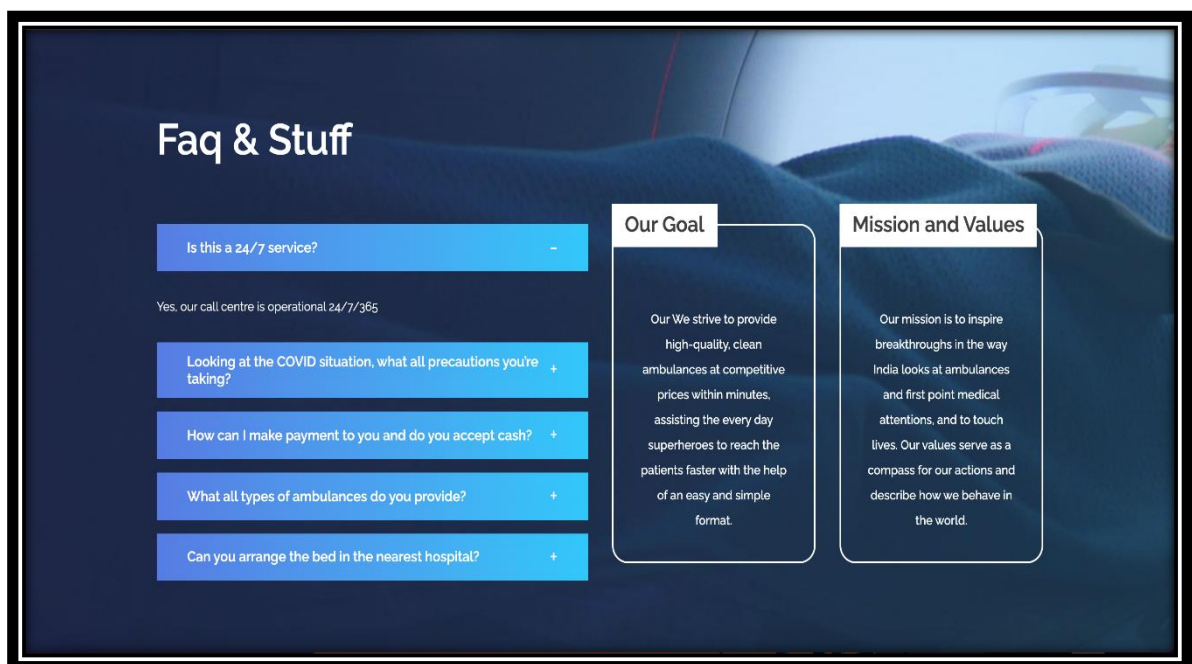 Faq & Stuff
Is this a 24/7 service?
–
Yes, our call centre is operational 24/7/365
Looking at the COVID situation, what all precautions you're
taking?
+
How can I make payment to you and do you accept cash?
+
What all types of ambulances do you provide?
+
Can you arrange the bed in the nearest hospital?
+
Our Goal
Our We strive to provide
high-quality, clean
ambulances at competitive
prices within minutes,
assisting the every day
superheroes to reach the
patients faster with the help
of an easy and simple
format.
Mission and Values
Our mission is to inspire
breakthroughs in the way
India looks at ambulances
and first point medical
attentions, and to touch
lives. Our values serve as a
compass for our actions and
describe how we behave in
the world.